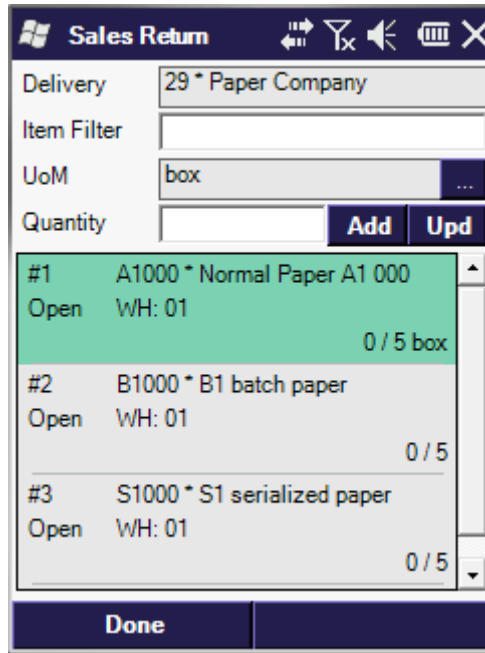 Sales Return
Delivery 29 * Paper Company
Item Filter
UoM box ...
Quantity Add Upd
#1 A1000 * Normal Paper A1 000
Open WH: 01
0 / 5 box
#2 B1000 * B1 batch paper
Open WH: 01
0 / 5
#3 S1000 * S1 serialized paper
Open WH: 01
0 / 5
Done